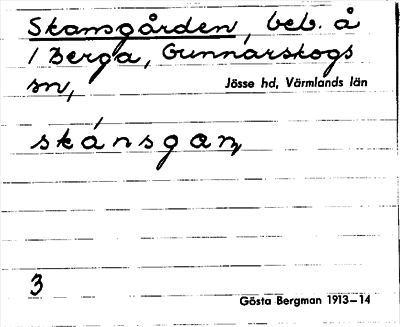 Skansgården, beb. å
1 Berga, Gunnarskogs
sn,
Jösse hd, Värmlands län
skánsgan,
3
Gösta Bergman 1913–14